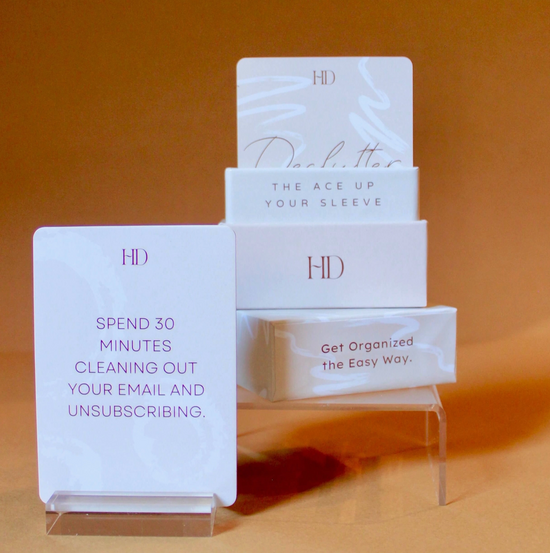 HD
Declutter
THE ACE UP
YOUR SLEEVE
HD
Get Organized
the Easy Way.
HD
SPEND 30
MINUTES
CLEANING OUT
YOUR EMAIL AND
UNSUBSCRIBING.